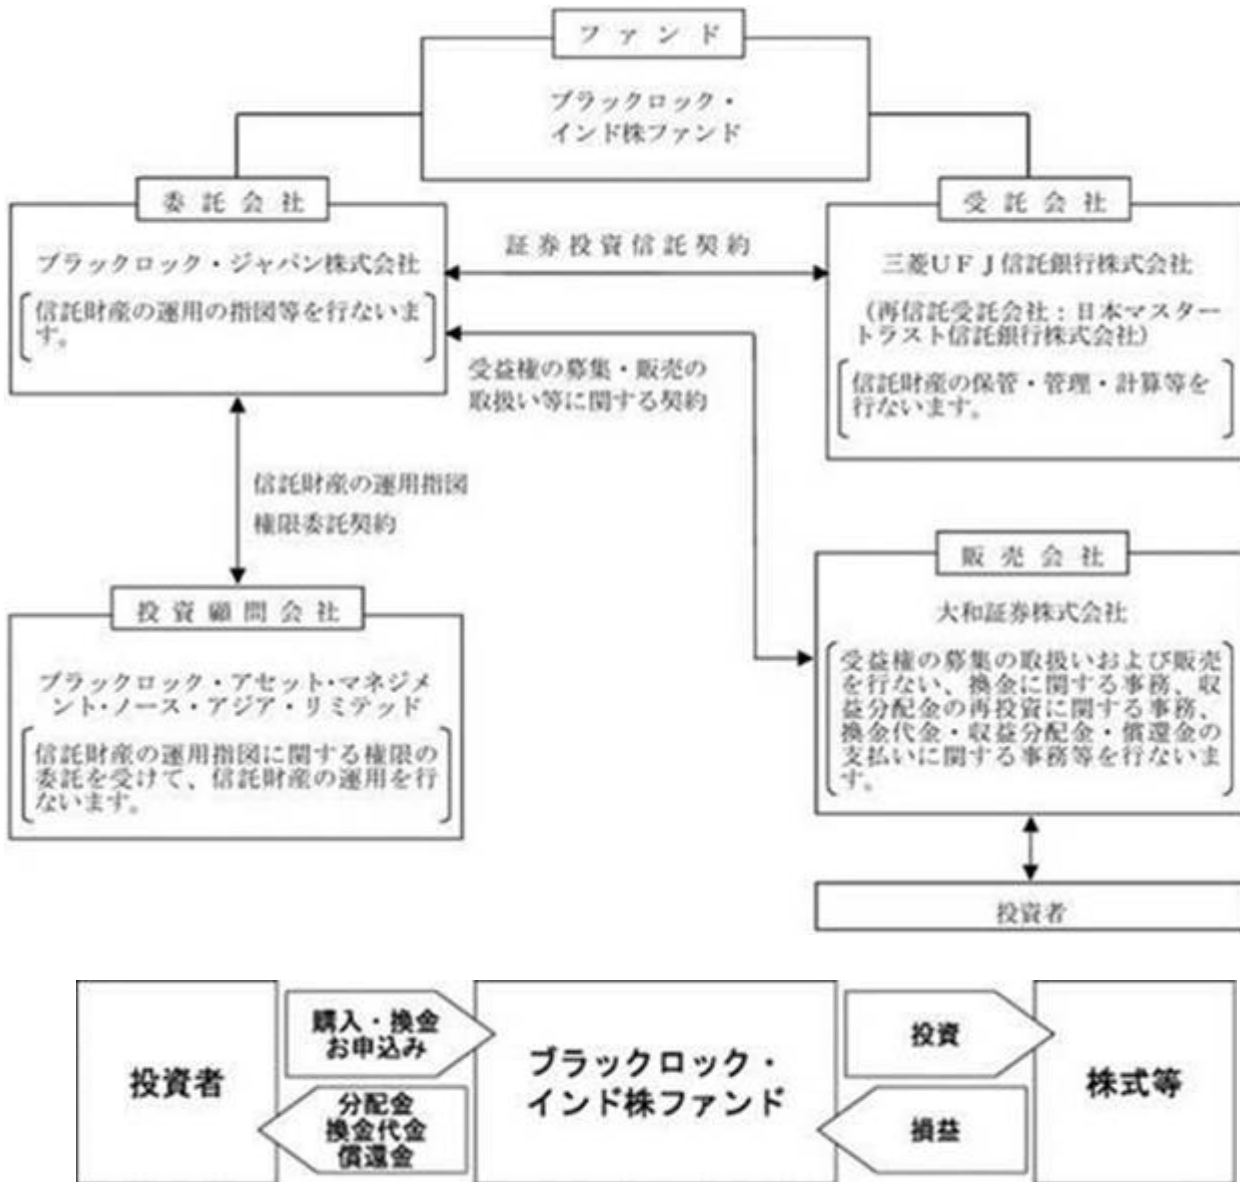 ファンド
ブラックロック・
インド株ファンド
委託会社
ブラックロック・ジャパン株式会社
信託財産の運用の指図等を行ないま
す。
証券投資信託契約
受託会社
三菱UFJ信託銀行株式会社
(再信託受託会社:日本マスター
トラスト信託銀行株式会社)
信託財産の保管・管理・計算等を
行ないます。
受益権の募集・販売の
取扱い等に関する契約
信託財産の運用指図
権限委託契約
投資顧問会社
ブラックロック・アセット・マネジメ
ント・ノース・アジア・リミテッド
信託財産の運用指図に関する権限の
委託を受けて、信託財産の運用を行
ないます。
販売会社
大和証券株式会社
受益権の募集の取扱いおよび販売
を行ない、換金に関する事務、収
益分配金の再投資に関する事務、
換金代金・収益分配金・償還金の
支払いに関する事務等を行ないま
す。
投資者
投資者
購入・換金
お申込み
分配金
換金代金
償還金
ブラックロック・
インド株ファンド
投資
損益
株式等